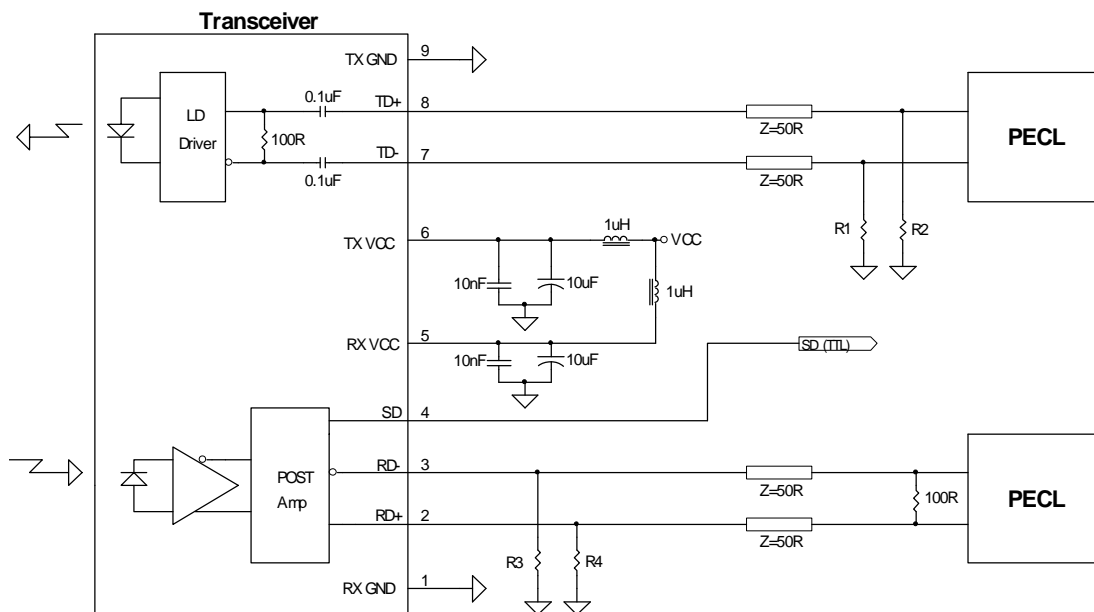 Transceiver
TX GND 9
0.1uF TD+ 8
LD
Driver
100R
Z=50R
PECL
0.1uF TD- 7
Z=50R
R1 R2
1uH
TX VCC 6
VCC
10nF 10uF
1uH
RX VCC 5
10nF 10uF
SD (TTL)
SD 4
RD- 3
POST
Amp
Z=50R
100R
PECL
RD+ 2
Z=50R
R3 R4
RX GND 1